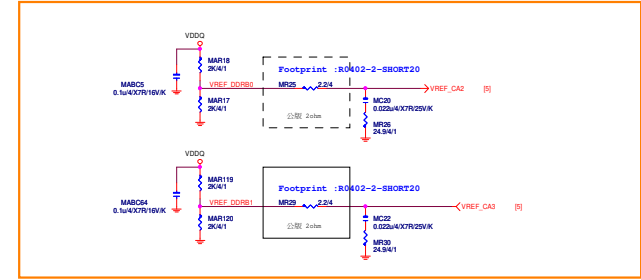 VDDQ
MAR18
2K/4/1
Footprint :R0402-2-SHORT20
MABC5
0.1u/4/X7R/16V/K
VREF_DDRB0
MR25
2.2/4
VREF_CA2
[5]
MAR17
2K/4/1
MC20
0.022u/4/X7R/25V/K
公版 2ohm
MR26
24.9/4/1
VDDQ
MAR119
2K/4/1
Footprint :R0402-2-SHORT20
MABC64
0.1u/4/X7R/16V/K
VREF_DDRB1
MR29
2.2/4
VREF_CA3
[5]
MAR120
2K/4/1
MC22
0.022u/4/X7R/25V/K
公版 2ohm
MR30
24.9/4/1